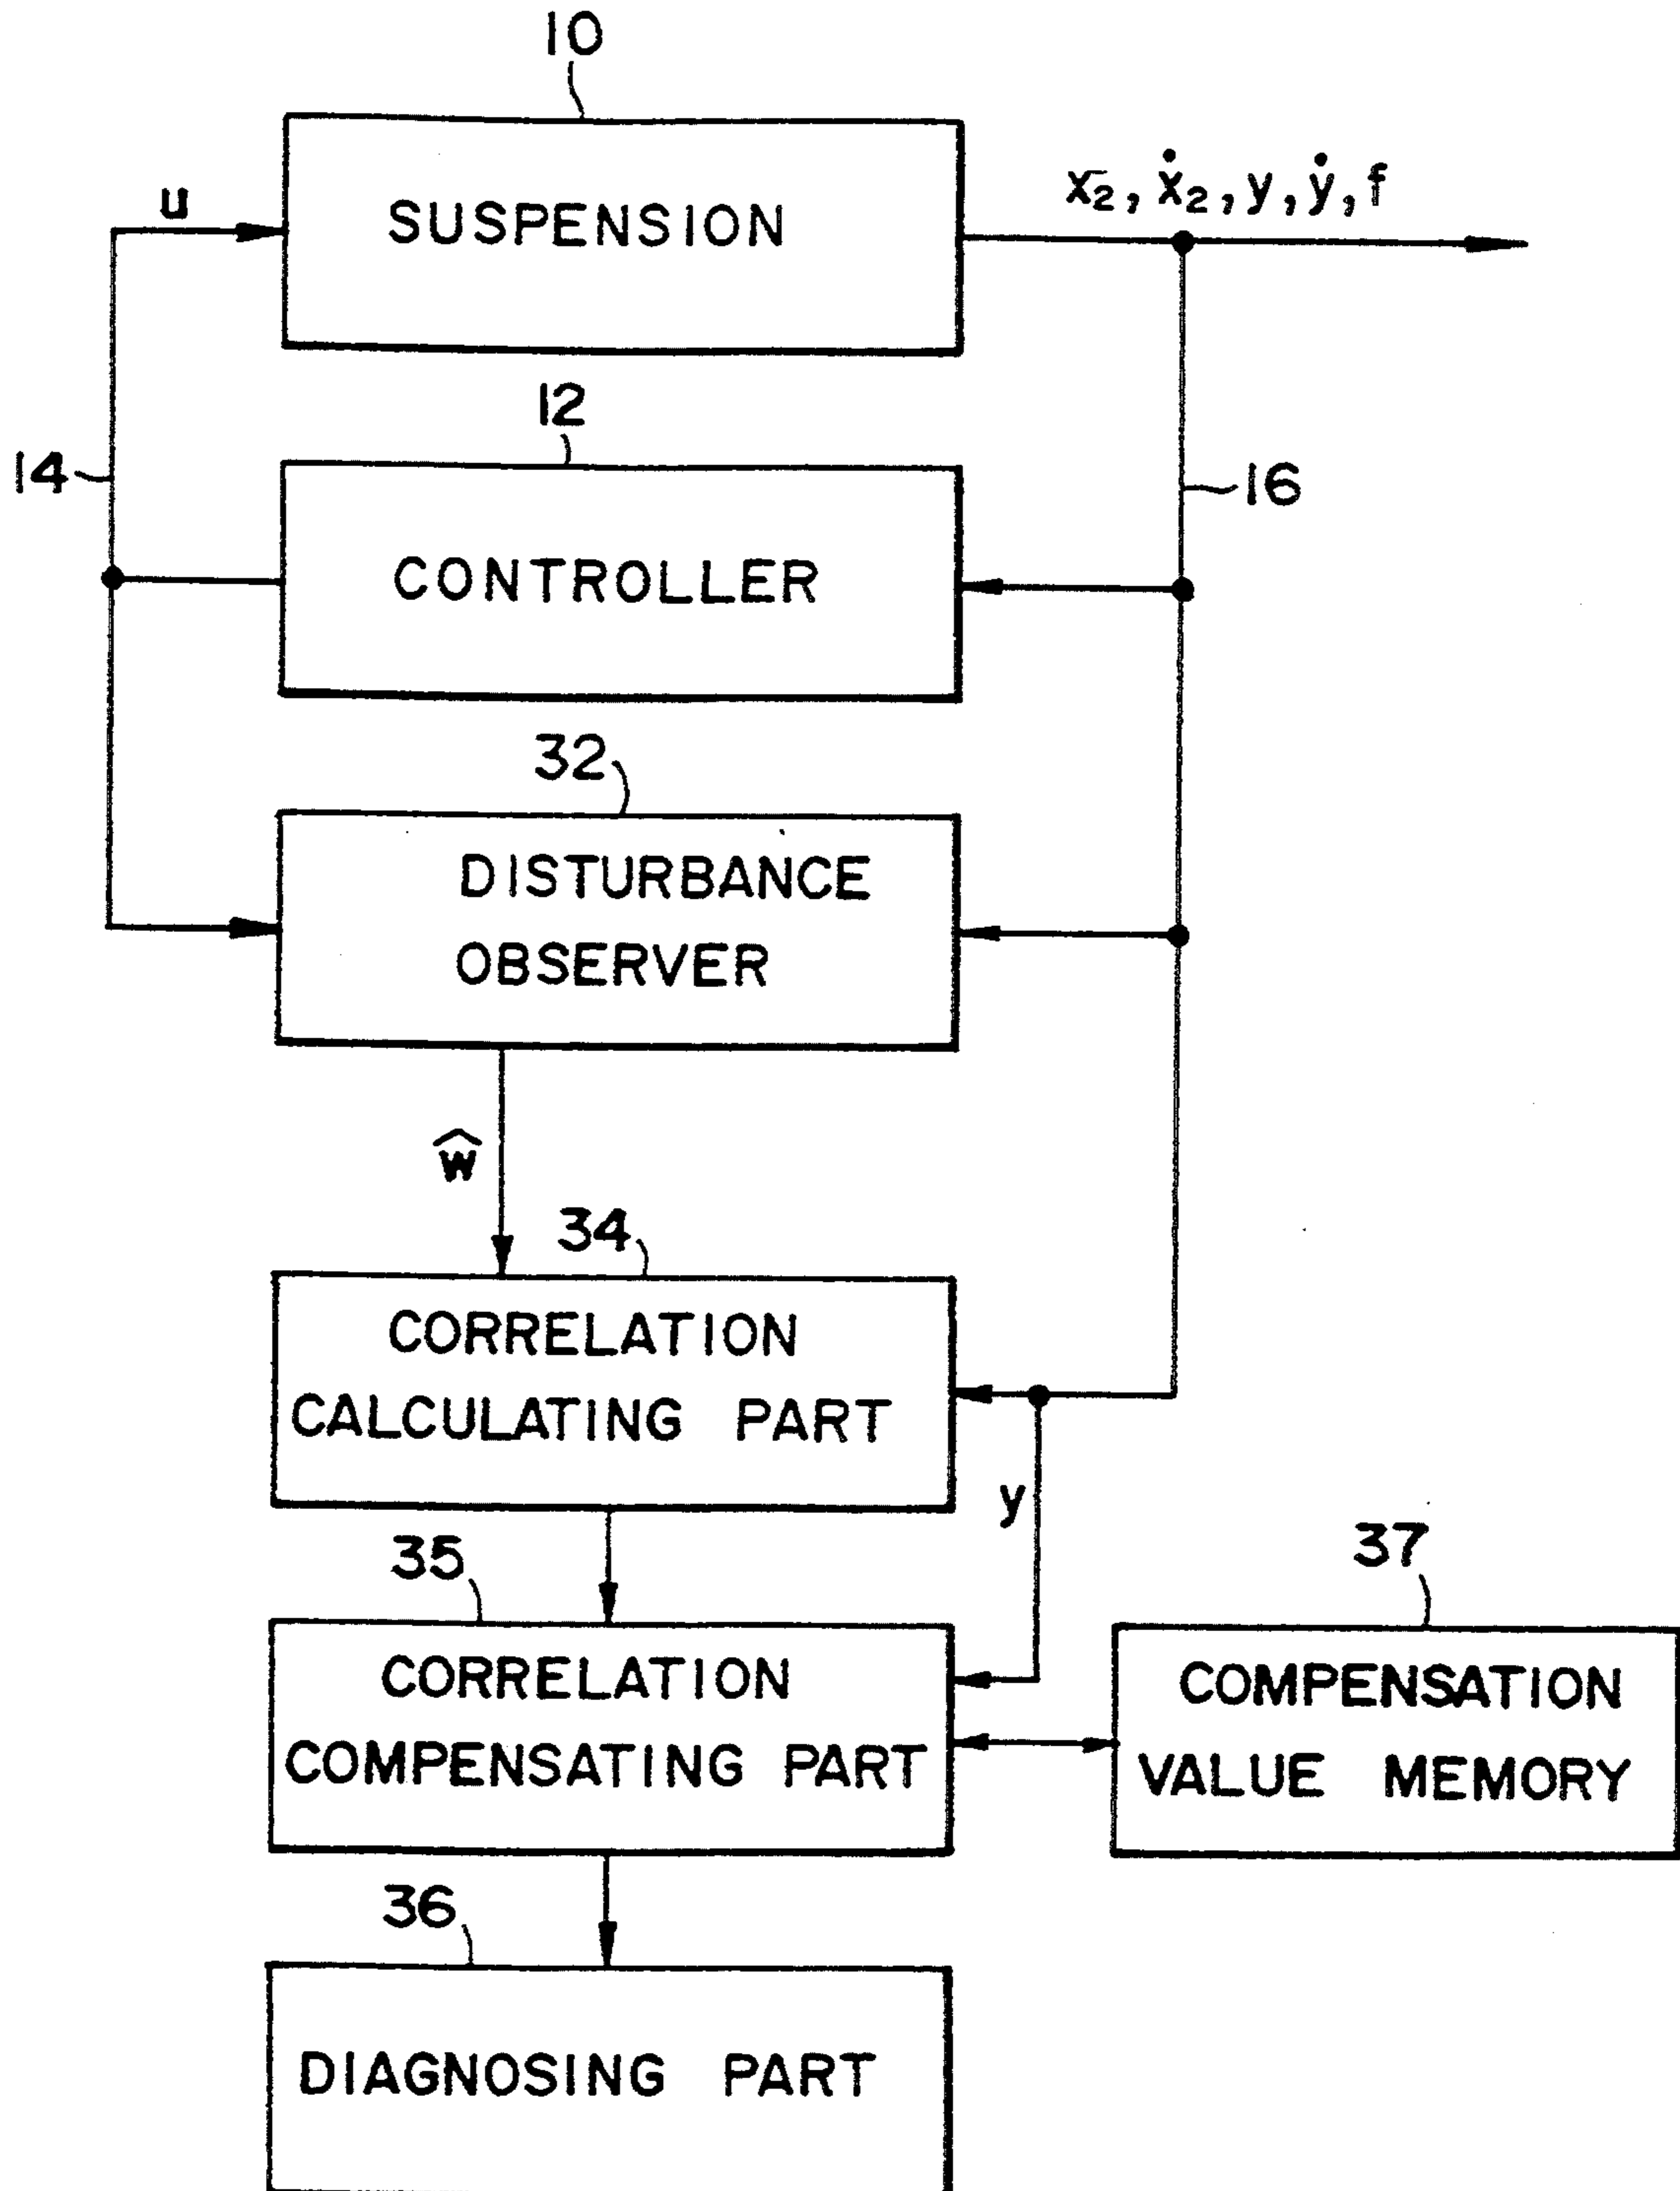 10
u
SUSPENSION
x₂, ẋ₂, y, ẏ, f
12
14
16
CONTROLLER
32
DISTURBANCE
OBSERVER
ŵ
34
CORRELATION
CALCULATING PART
y
35
37
CORRELATION
COMPENSATING PART
COMPENSATION
VALUE MEMORY
36
DIAGNOSING PART